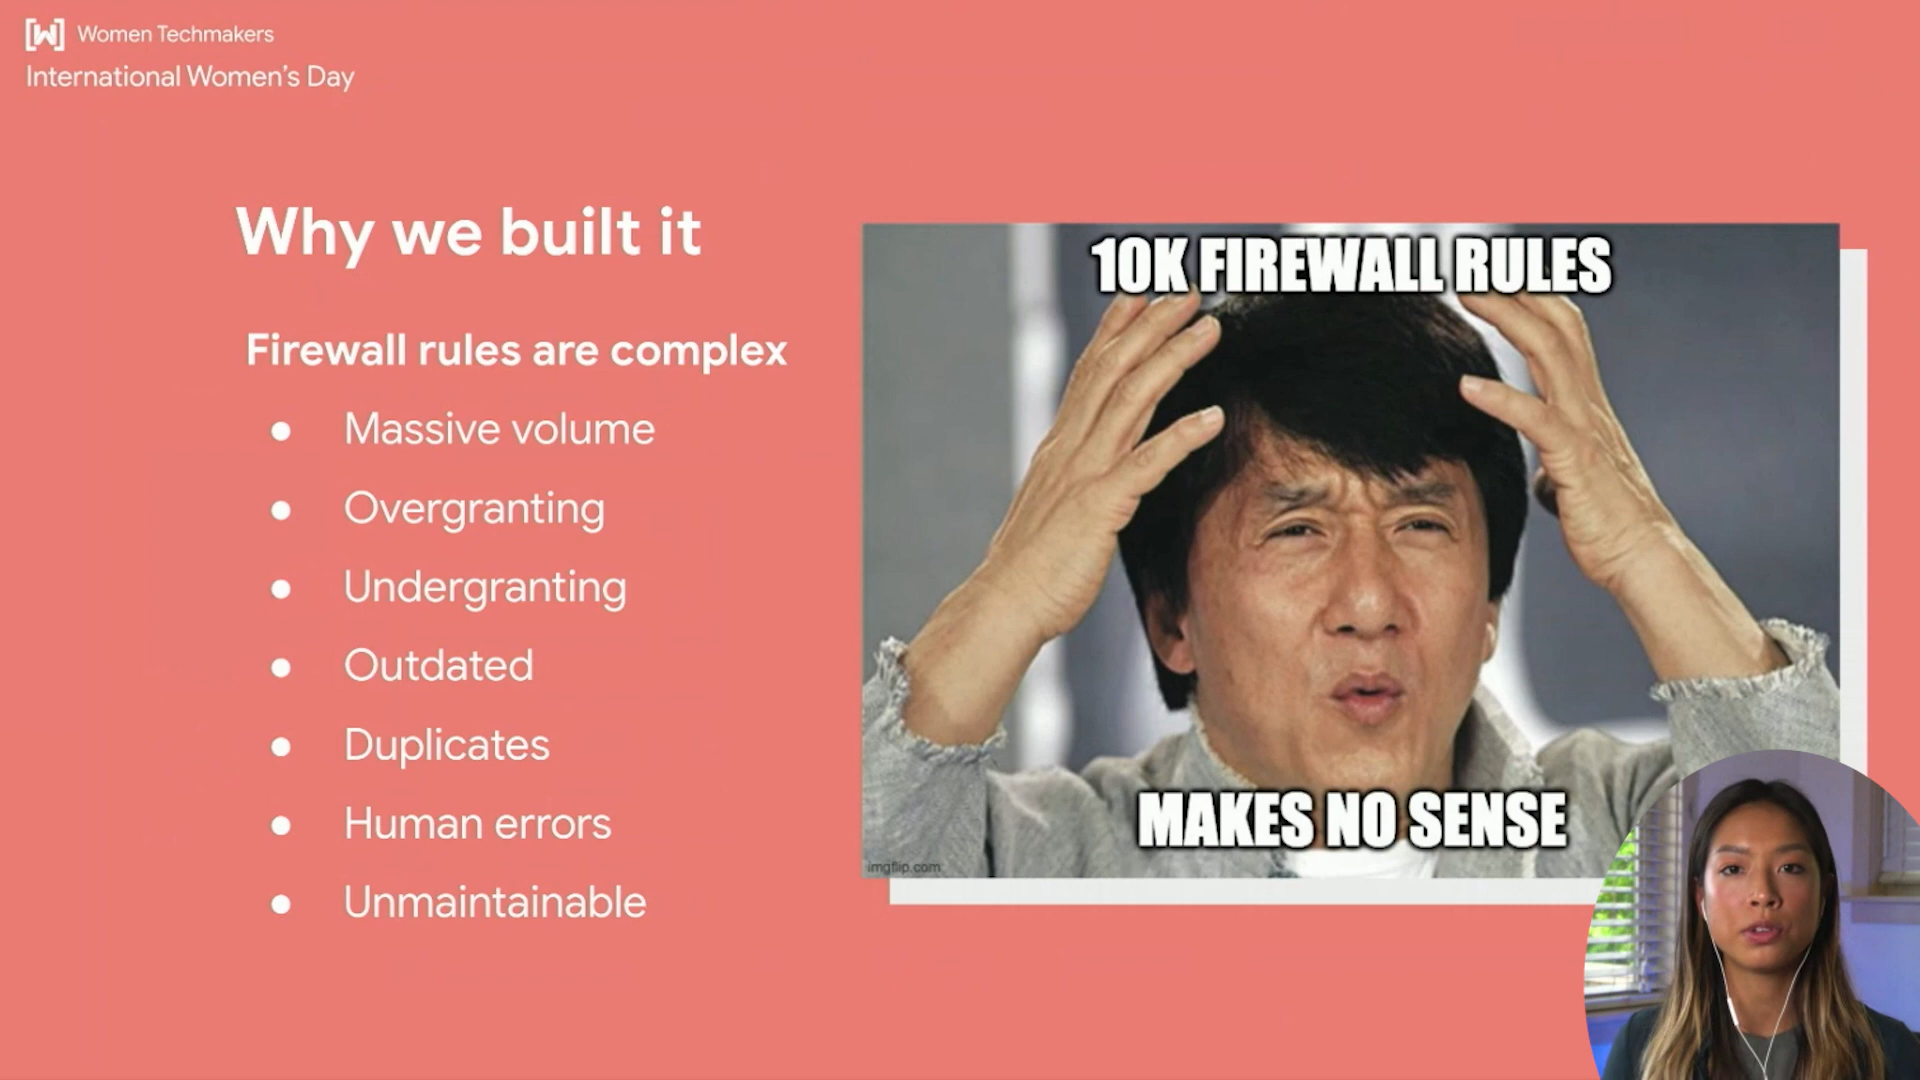 Women Techmakers
International Women's Day
Why we built it
Firewall rules are complex
● Massive volume
● Overgranting
● Undergranting
● Outdated
● Duplicates
● Human errors
● Unmaintainable
10K FIREWALL RULES
MAKES NO SENSE
imgflip.com